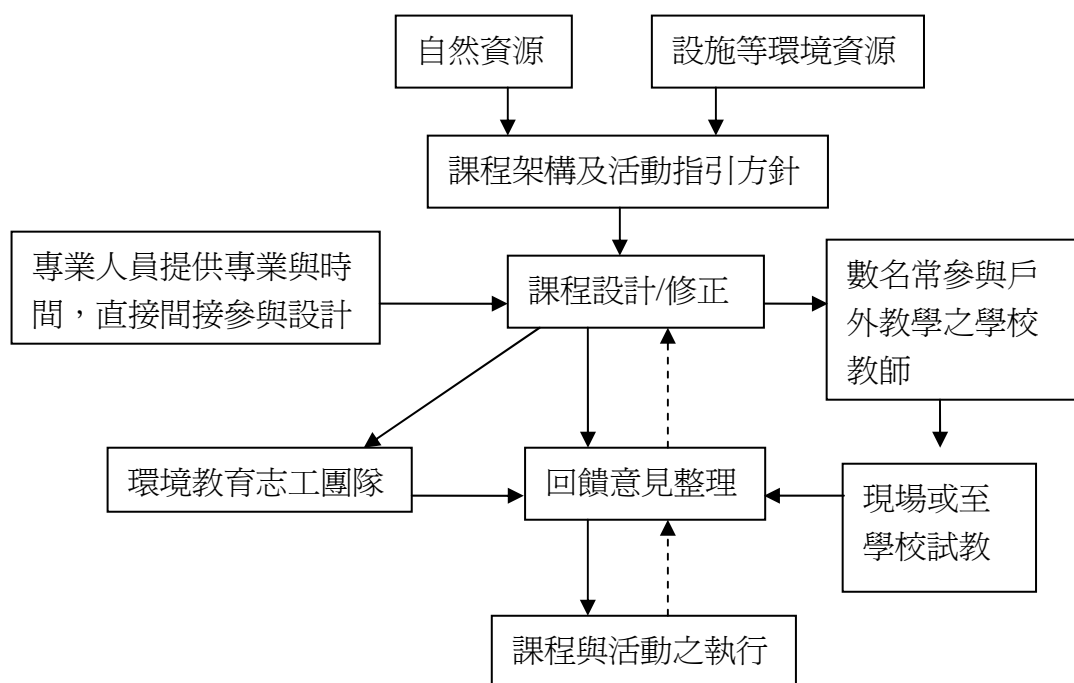 自然資源
設施等環境資源
課程架構及活動指引方針
專業人員提供專業與時
間，直接間接參與設計
課程設計/修正
數名常參與戶
外教學之學校
教師
環境教育志工團隊
回饋意見整理
現場或至
學校試教
課程與活動之執行